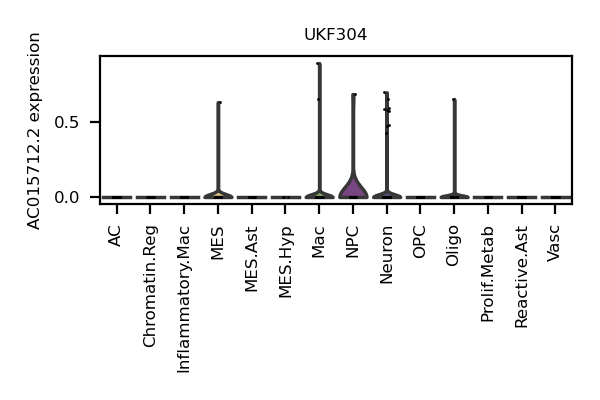 UKF304
AC015712.2 expression
0.5
0.0
AC
Chromatin.Reg
Inflammatory.Mac
MES
MES.Ast
MES.Hyp
Mac
NPC
Neuron
OPC
Oligo
Prolif.Metab
Reactive.Ast
Vasc